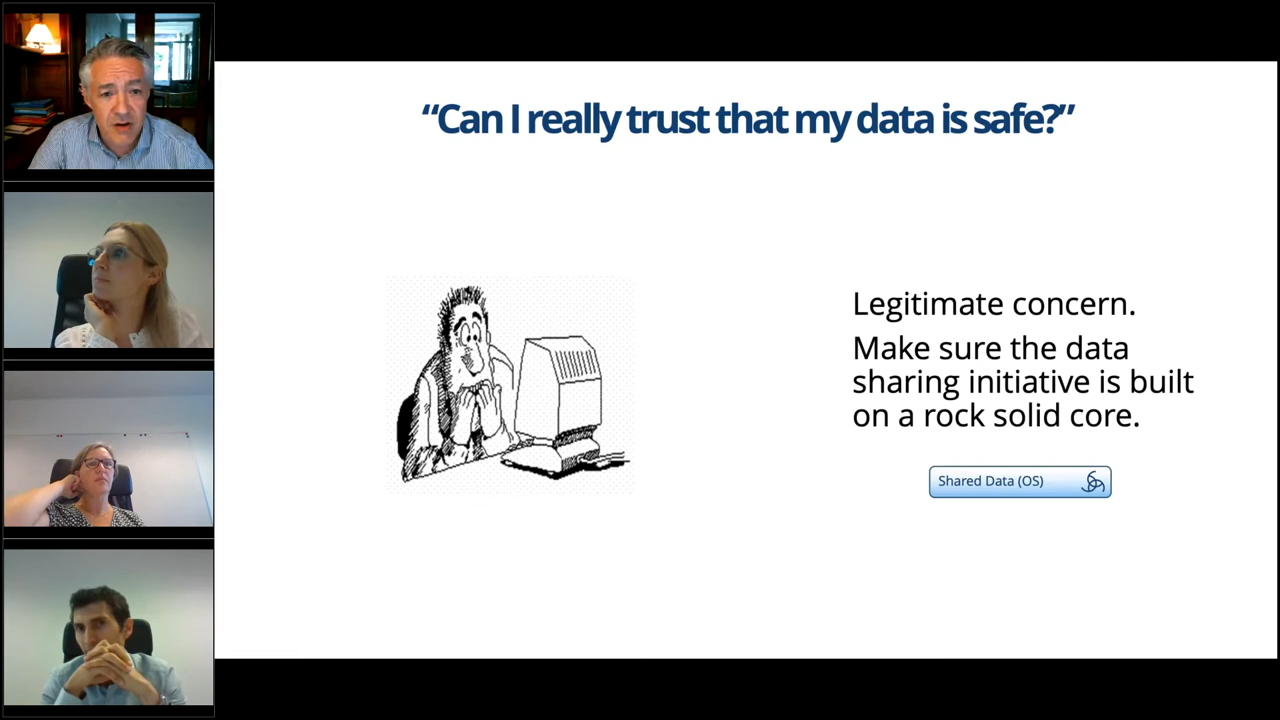 “Can I really trust that my data is safe?”
Legitimate concern.
Make sure the data
sharing initiative is built
on a rock solid core.
Shared Data (OS)